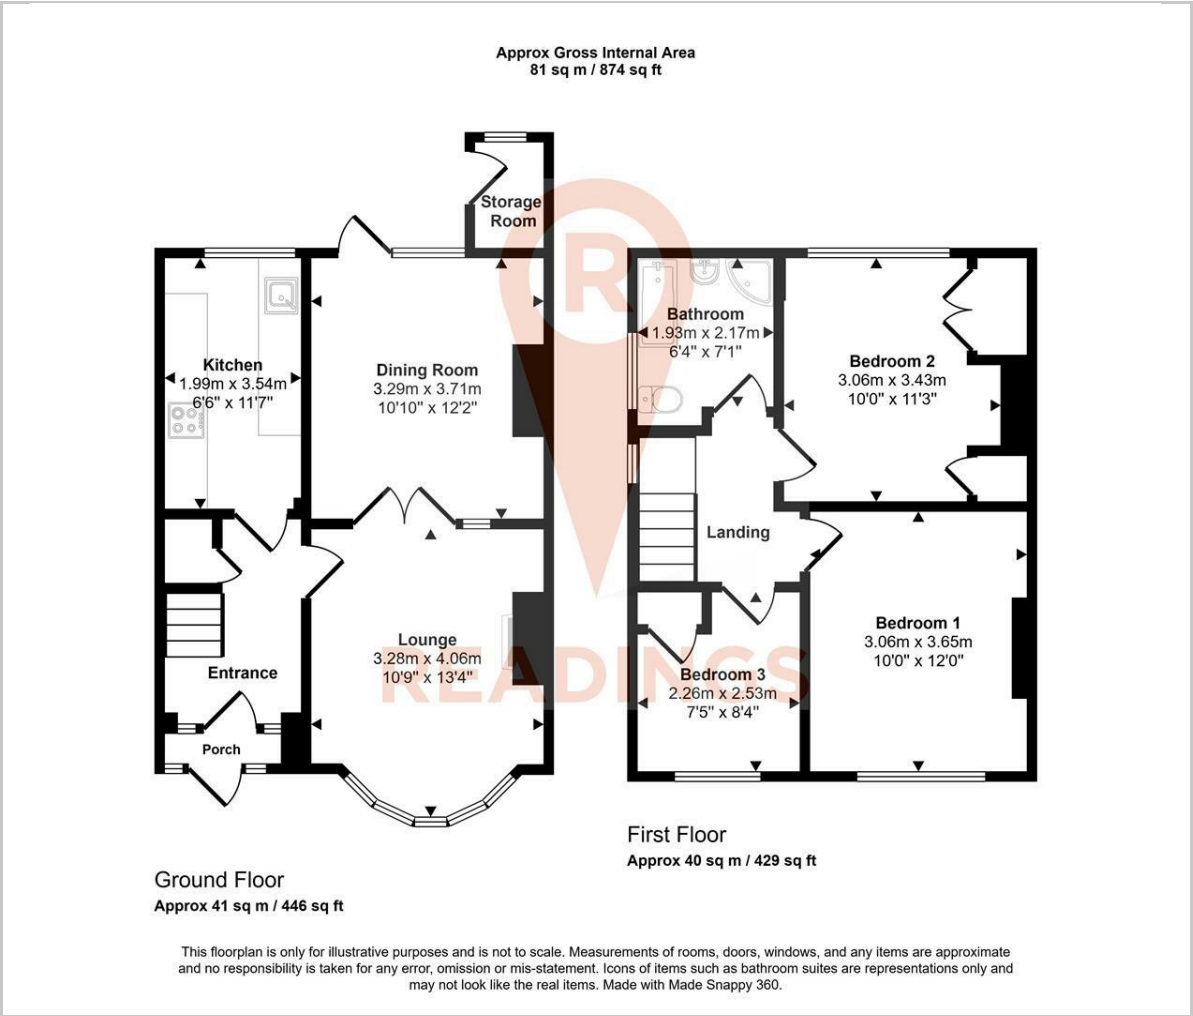 Approx Gross Internal Area
81 sq m / 874 sq ft
Storage
Room
Kitchen
1.99m x 3.54m
6'6" x 11'7"
Dining Room
3.29m x 3.71m
10'10" x 12'2"
Lounge
3.28m x 4.06m
10'9" x 13'4"
Entrance
Porch
Ground Floor
Approx 41 sq m / 446 sq ft
Bathroom
1.93m x 2.17m
6'4" x 7'1"
Bedroom 2
3.06m x 3.43m
10'0" x 11'3"
Landing
Bedroom 1
3.06m x 3.65m
10'0" x 12'0"
Bedroom 3
2.26m x 2.53m
7'5" x 8'4"
First Floor
Approx 40 sq m / 429 sq ft
R
READINGS
This floorplan is only for illustrative purposes and is not to scale. Measurements of rooms, doors, windows, and any items are approximate
and no responsibility is taken for any error, omission or mis-statement. Icons of items such as bathroom suites are representations only and
may not look like the real items. Made with Made Snappy 360.